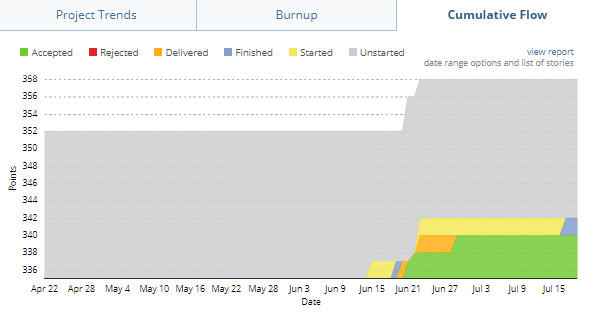 Project Trends Burnup Cumulative Flow
Accepted Rejected Delivered Finished Started Unstarted
view report
date range options and list of stories
358
356
354
352
350
348
346
344
342
340
338
336
Points
Apr 22 Apr 28 May 4 May 10 May 16 May 22 May 28 Jun 3 Jun 9 Jun 15 Jun 21 Jun 27 Jul 3 Jul 9 Jul 15
Date